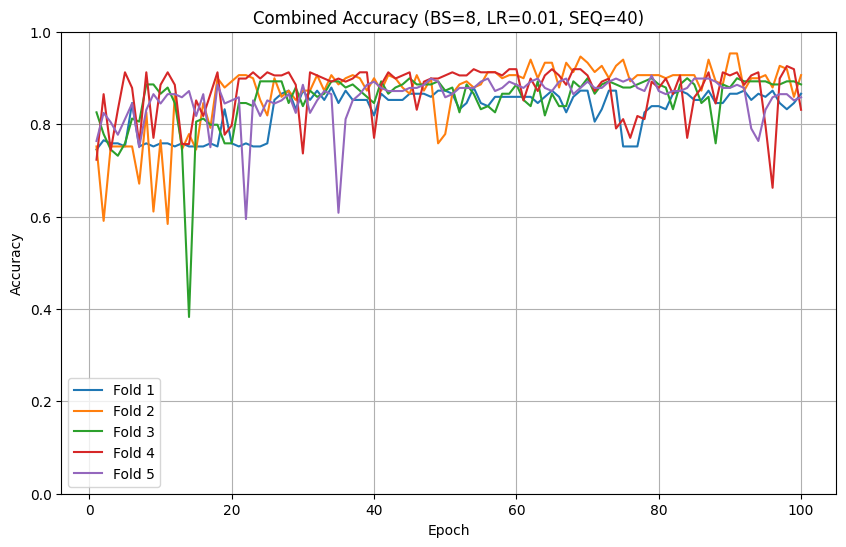 Combined Accuracy (BS=8, LR=0.01, SEQ=40)
1.0
0.8
0.6
0.4
0.2
0.0
Accuracy
Fold 1
Fold 2
Fold 3
Fold 4
Fold 5
0 20 40 60 80 100
Epoch